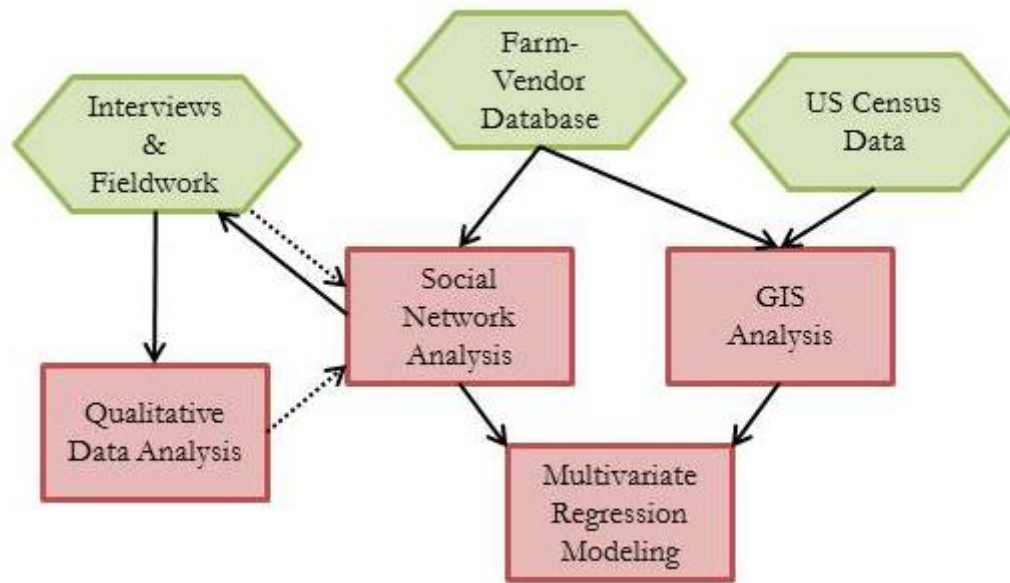 Interviews
&
Fieldwork
Farm-
Vendor
Database
US Census
Data
Social
Network
Analysis
GIS
Analysis
Qualitative
Data Analysis
Multivariate
Regression
Modeling